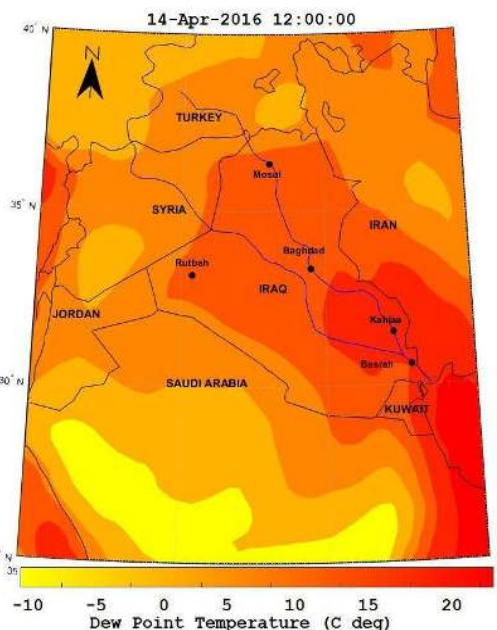 14-Apr-2016 12:00:00
40° N
N
TURKEY
Mosul
35° N
SYRIA
IRAN
Baghdad
Rutbah
IRAQ
JORDAN
Kahlaa
Basrah
30° N
SAUDI ARABIA
KUWAIT
° N
35
-10 -5 0 5 10 15 20
Dew Point Temperature (C deg)